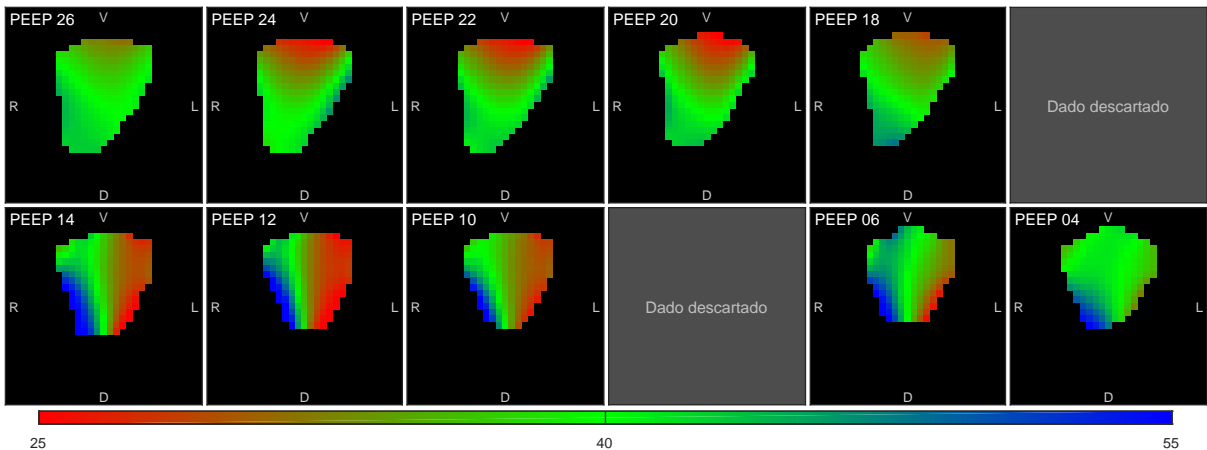 PEEP 26 V
R L
D
PEEP 24 V
R L
D
PEEP 22 V
R L
D
PEEP 20 V
R L
D
PEEP 18 V
R L
D
Dado descartado
PEEP 14 V
R L
D
PEEP 12 V
R L
D
PEEP 10 V
R L
D
Dado descartado
PEEP 06 V
R L
D
PEEP 04 V
R L
D
25 40 55